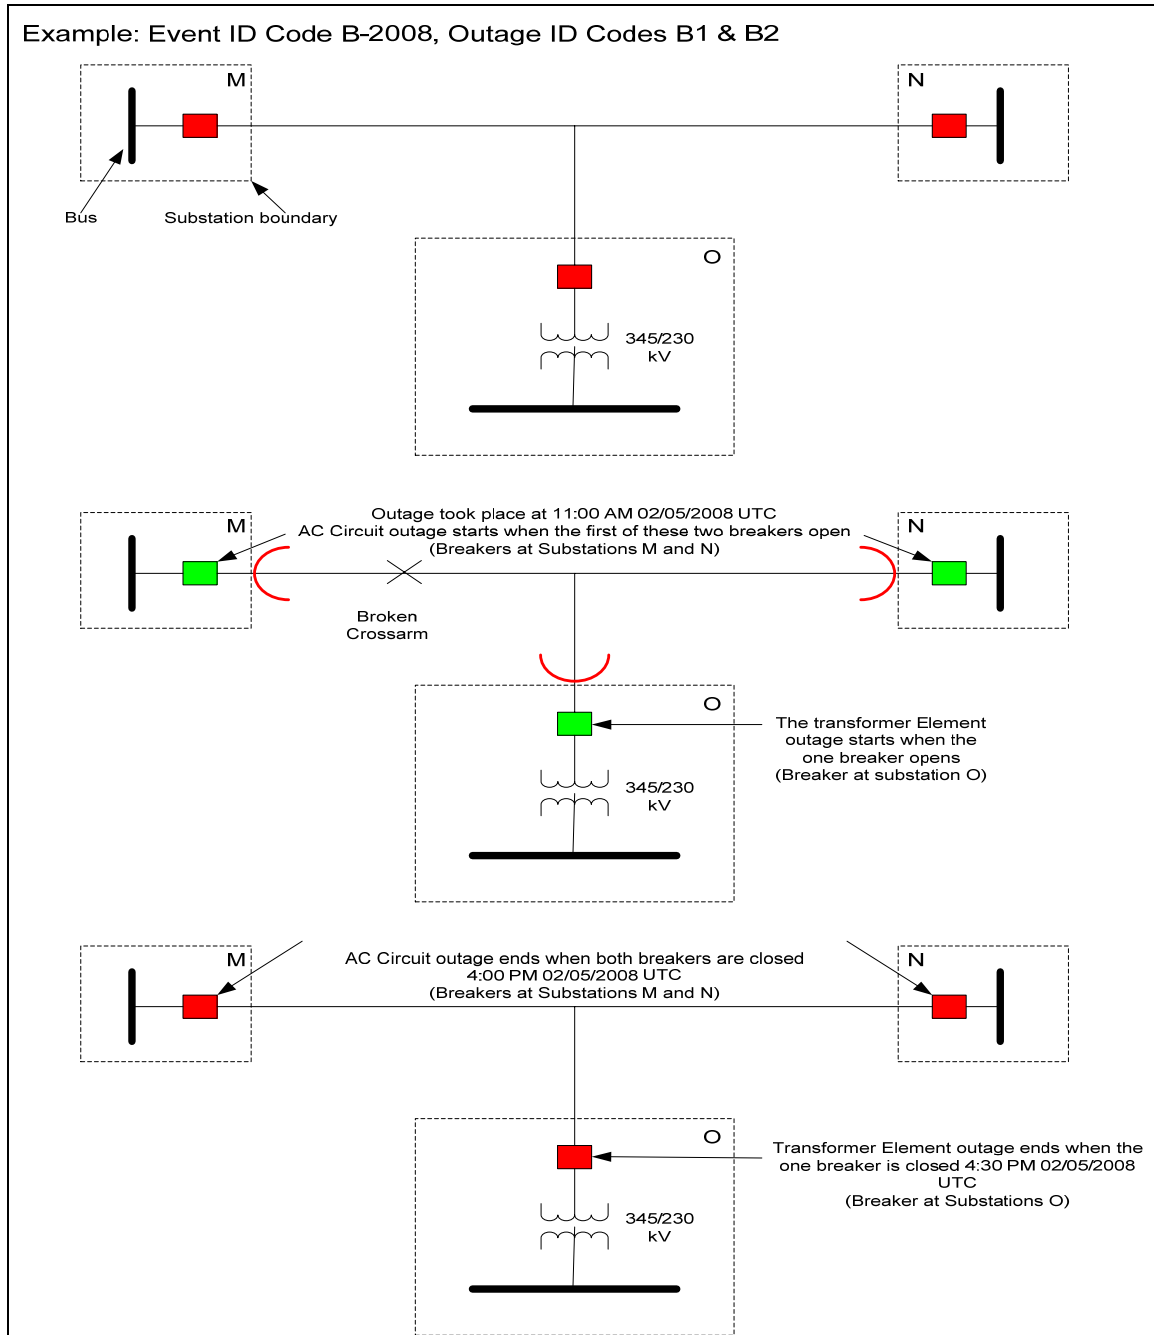 Example: Event ID Code B-2008, Outage ID Codes B1 & B2
M
N
Bus
Substation boundary
O
345/230
kV
Outage took place at 11:00 AM 02/05/2008 UTC
AC Circuit outage starts when the first of these two breakers open
(Breakers at Substations M and N)
M
N
Broken
Crossarm
O
The transformer Element
outage starts when the
one breaker opens
(Breaker at substation O)
345/230
kV
M
N
AC Circuit outage ends when both breakers are closed
4:00 PM 02/05/2008 UTC
(Breakers at Substations M and N)
O
Transformer Element outage ends when the
one breaker is closed 4:30 PM 02/05/2008
UTC
(Breaker at Substations O)
345/230
kV